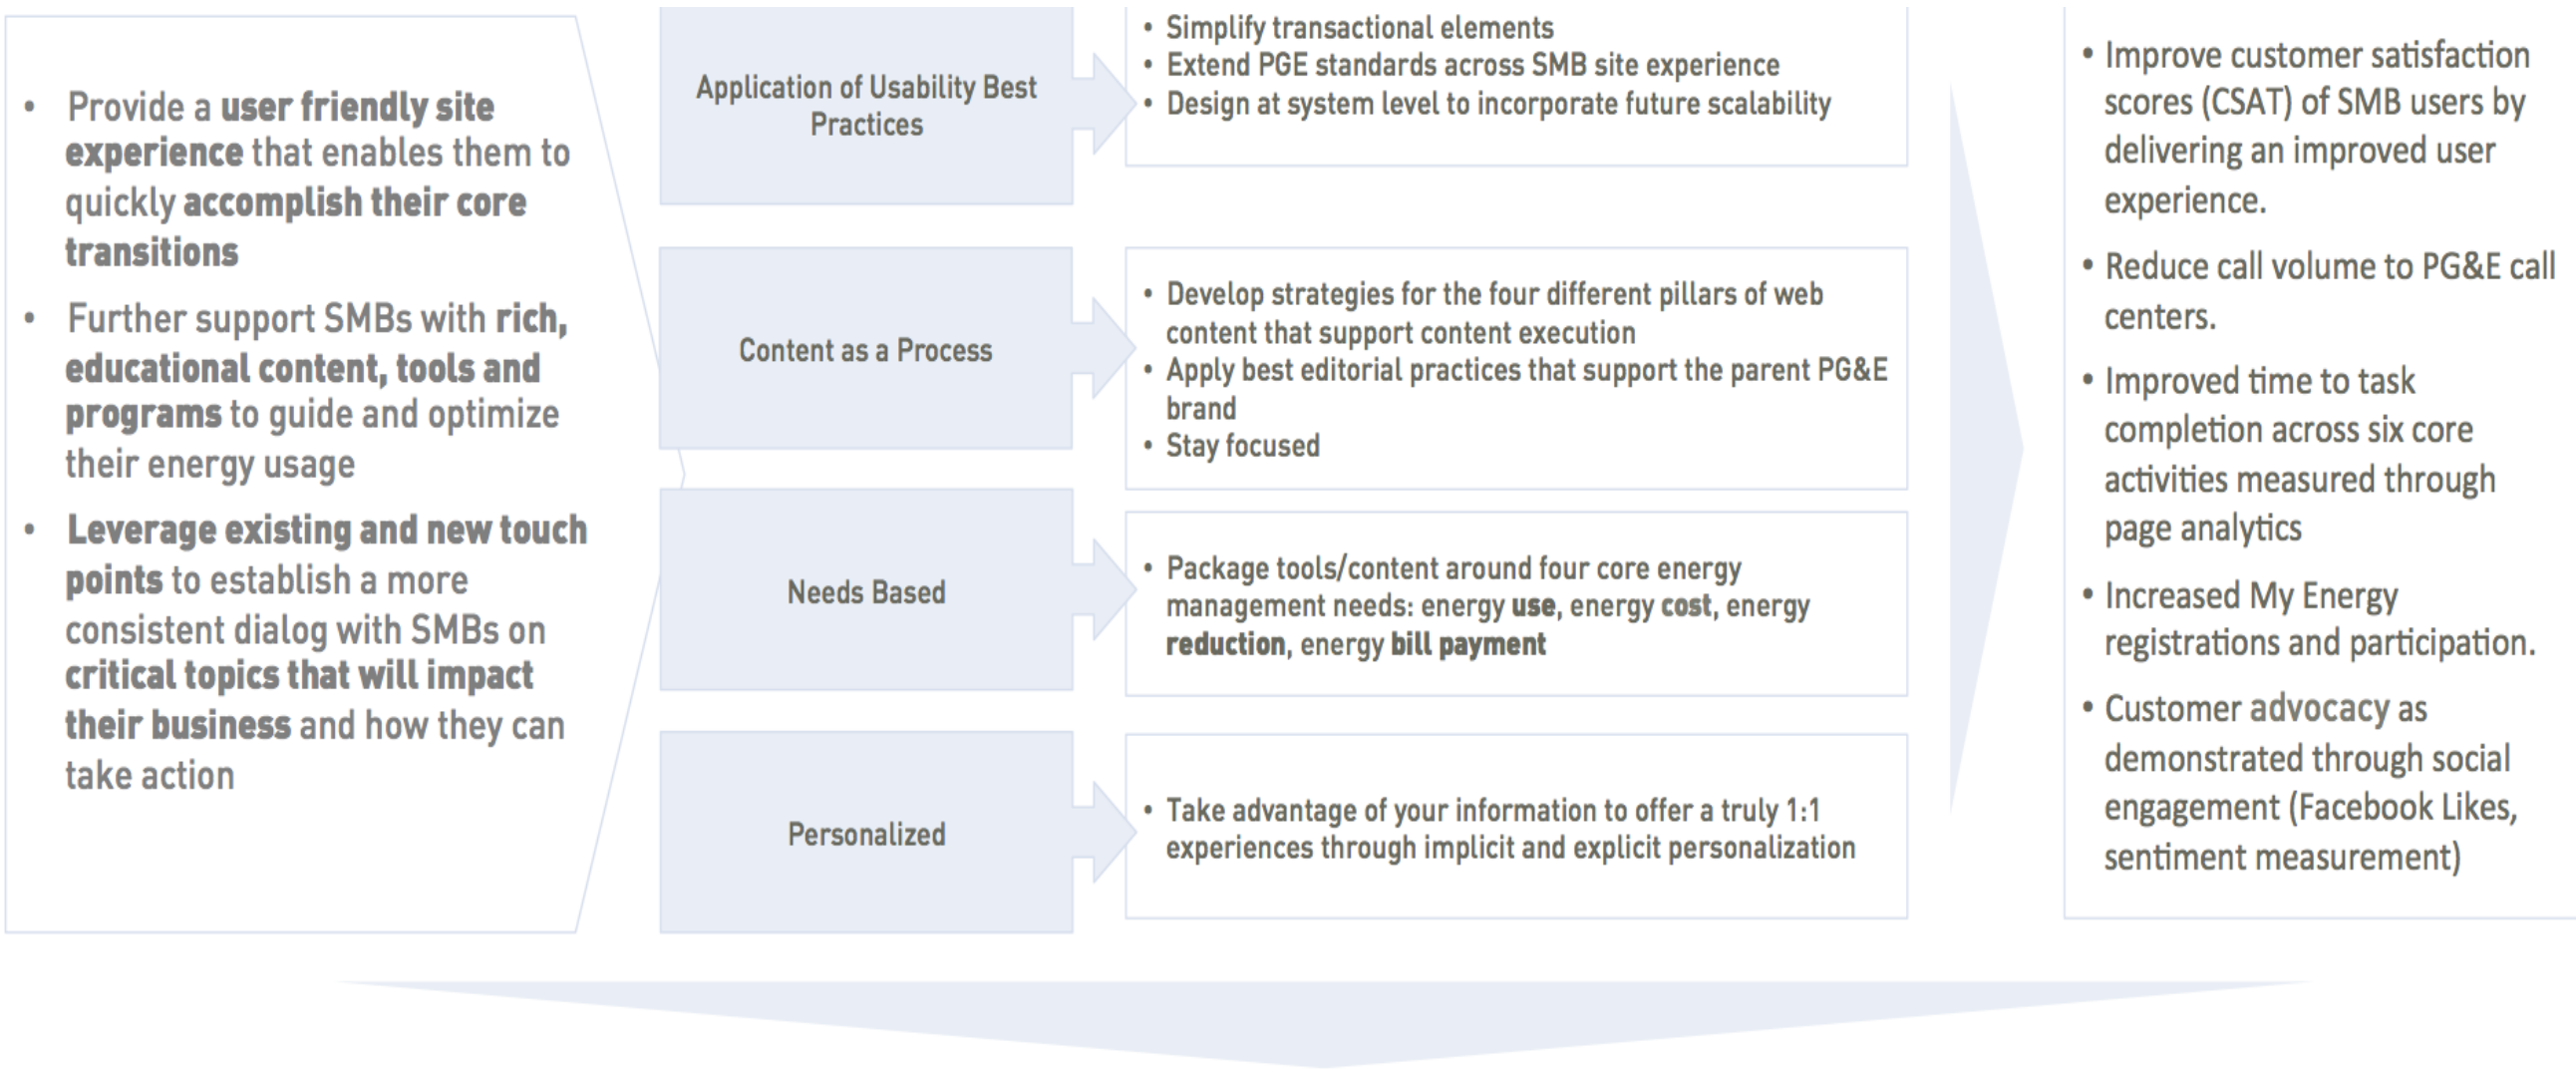 • Provide a user friendly site
experience that enables them to
quickly accomplish their core
transitions
• Further support SMBs with rich,
educational content, tools and
programs to guide and optimize
their energy usage
• Leverage existing and new touch
points to establish a more
consistent dialog with SMBs on
critical topics that will impact
their business and how they can
take action
Application of Usability Best
Practices
• Simplify transactional elements
• Extend PGE standards across SMB site experience
• Design at system level to incorporate future scalability
Content as a Process
• Develop strategies for the four different pillars of web
content that support content execution
• Apply best editorial practices that support the parent PG&E
brand
• Stay focused
Needs Based
• Package tools/content around four core energy
management needs: energy use, energy cost, energy
reduction, energy bill payment
Personalized
• Take advantage of your information to offer a truly 1:1
experiences through implicit and explicit personalization
• Improve customer satisfaction
scores (CSAT) of SMB users by
delivering an improved user
experience.
• Reduce call volume to PG&E call
centers.
• Improved time to task
completion across six core
activities measured through
page analytics
• Increased My Energy
registrations and participation.
• Customer advocacy as
demonstrated through social
engagement (Facebook Likes,
sentiment measurement)